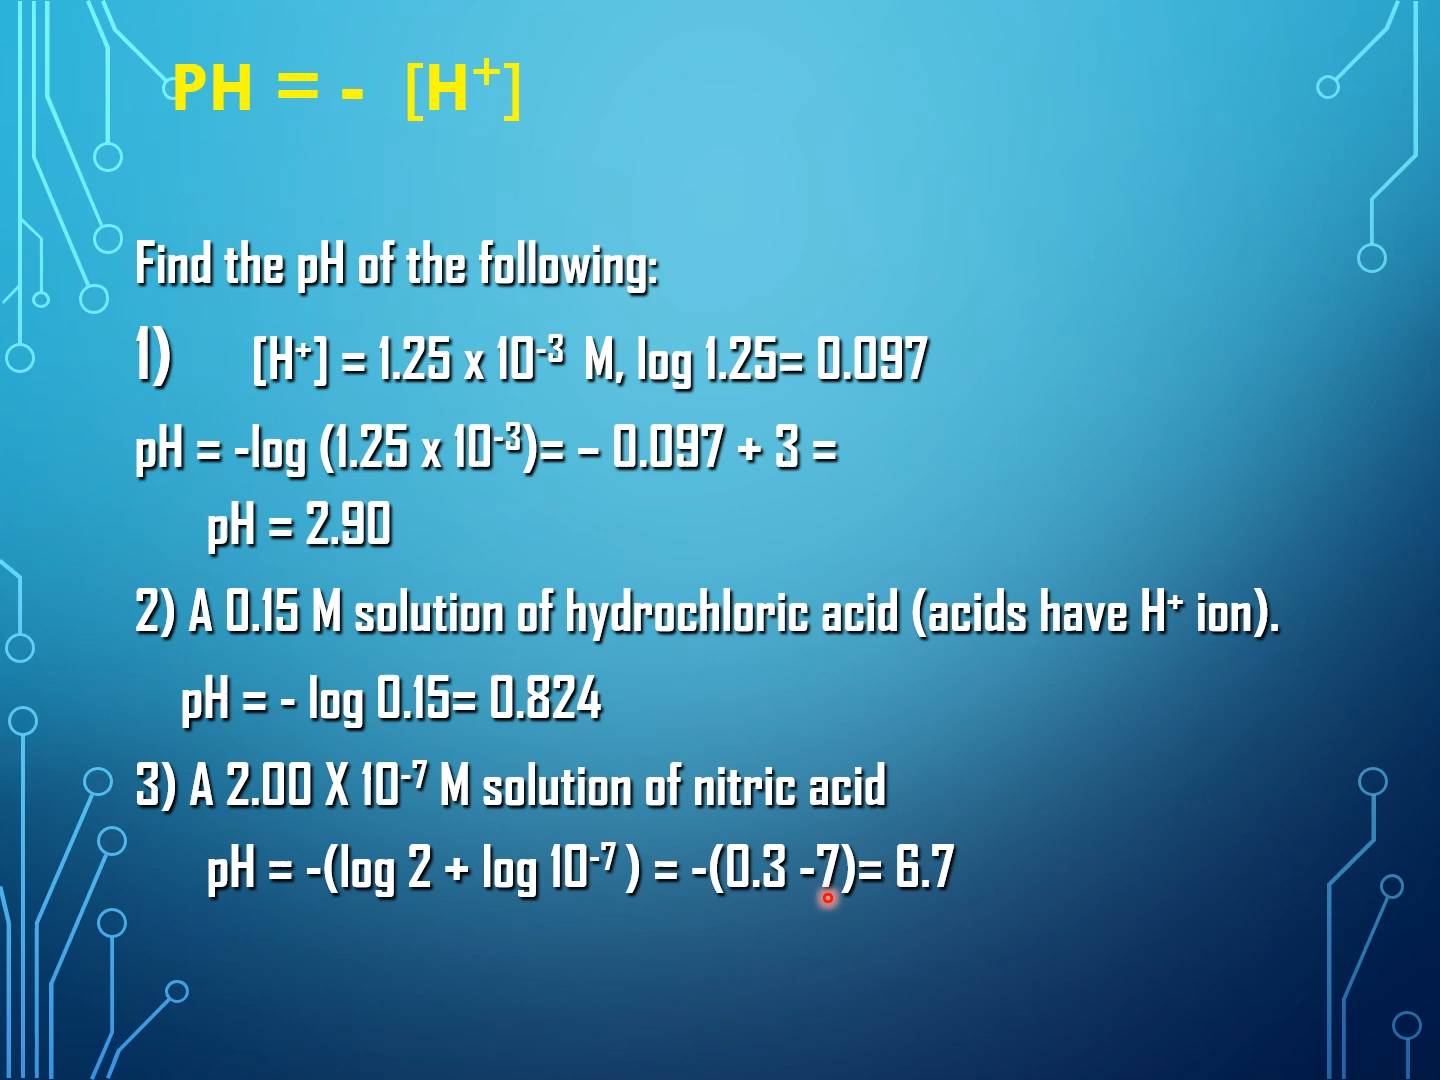 PH = - [H⁺]
Find the pH of the following:
1) [H⁺] = 1.25 x 10⁻³ M, log 1.25= 0.097
pH = -log (1.25 x 10⁻³)= – 0.097 + 3 =
pH = 2.90
2) A 0.15 M solution of hydrochloric acid (acids have H⁺ ion).
pH = - log 0.15= 0.824
3) A 2.00 X 10⁻⁷ M solution of nitric acid
pH = -(log 2 + log 10⁻⁷ ) = -(0.3 -7)= 6.7